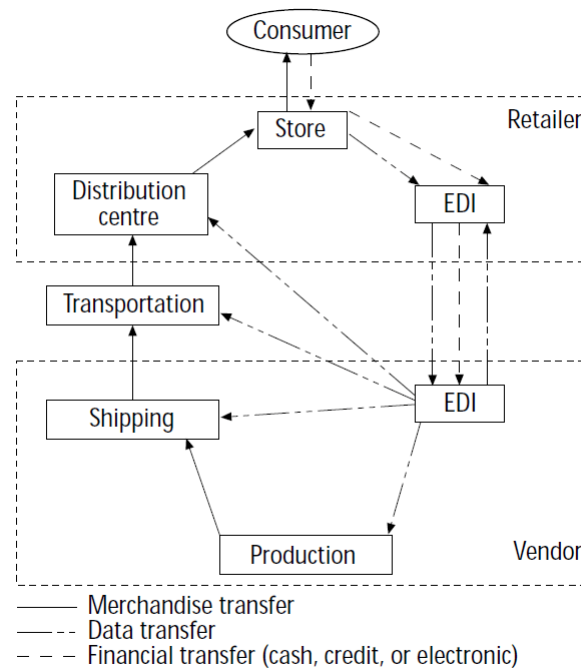 Consumer
Retailer
Store
Distribution
centre
EDI
Transportation
EDI
Shipping
Production
Vendor
Merchandise transfer
Data transfer
Financial transfer (cash, credit, or electronic)